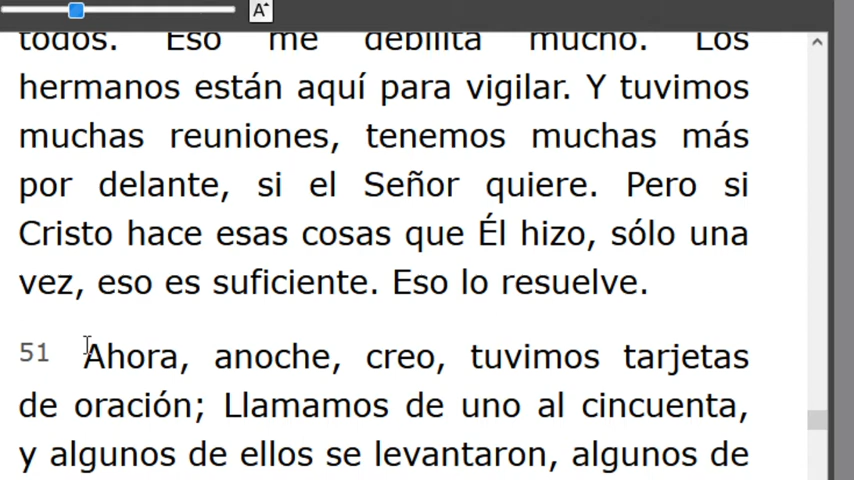 A
todos. Eso me debilita mucho. Los
hermanos están aquí para vigilar. Y tuvimos
muchas reuniones, tenemos muchas más
por delante, si el Señor quiere. Pero si
Cristo hace esas cosas que Él hizo, sólo una
vez, eso es suficiente. Eso lo resuelve.
51 Ahora, anoche, creo, tuvimos tarjetas
de oración; Llamamos de uno al cincuenta,
y algunos de ellos se levantaron, algunos de